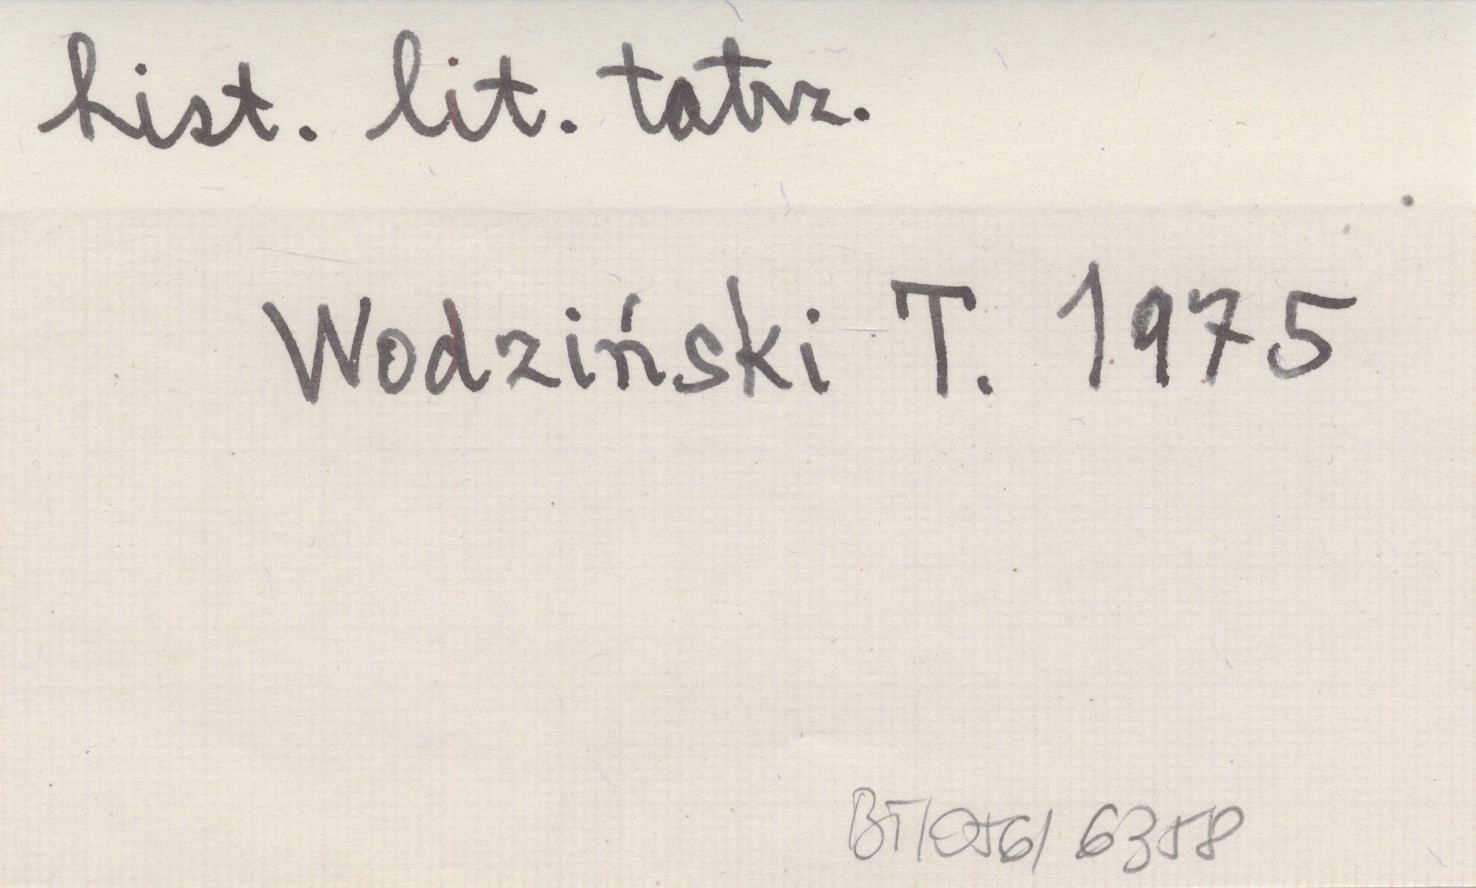 hist. lit. tatrz.
Wodziński T. 1975
BT/056/ 6358